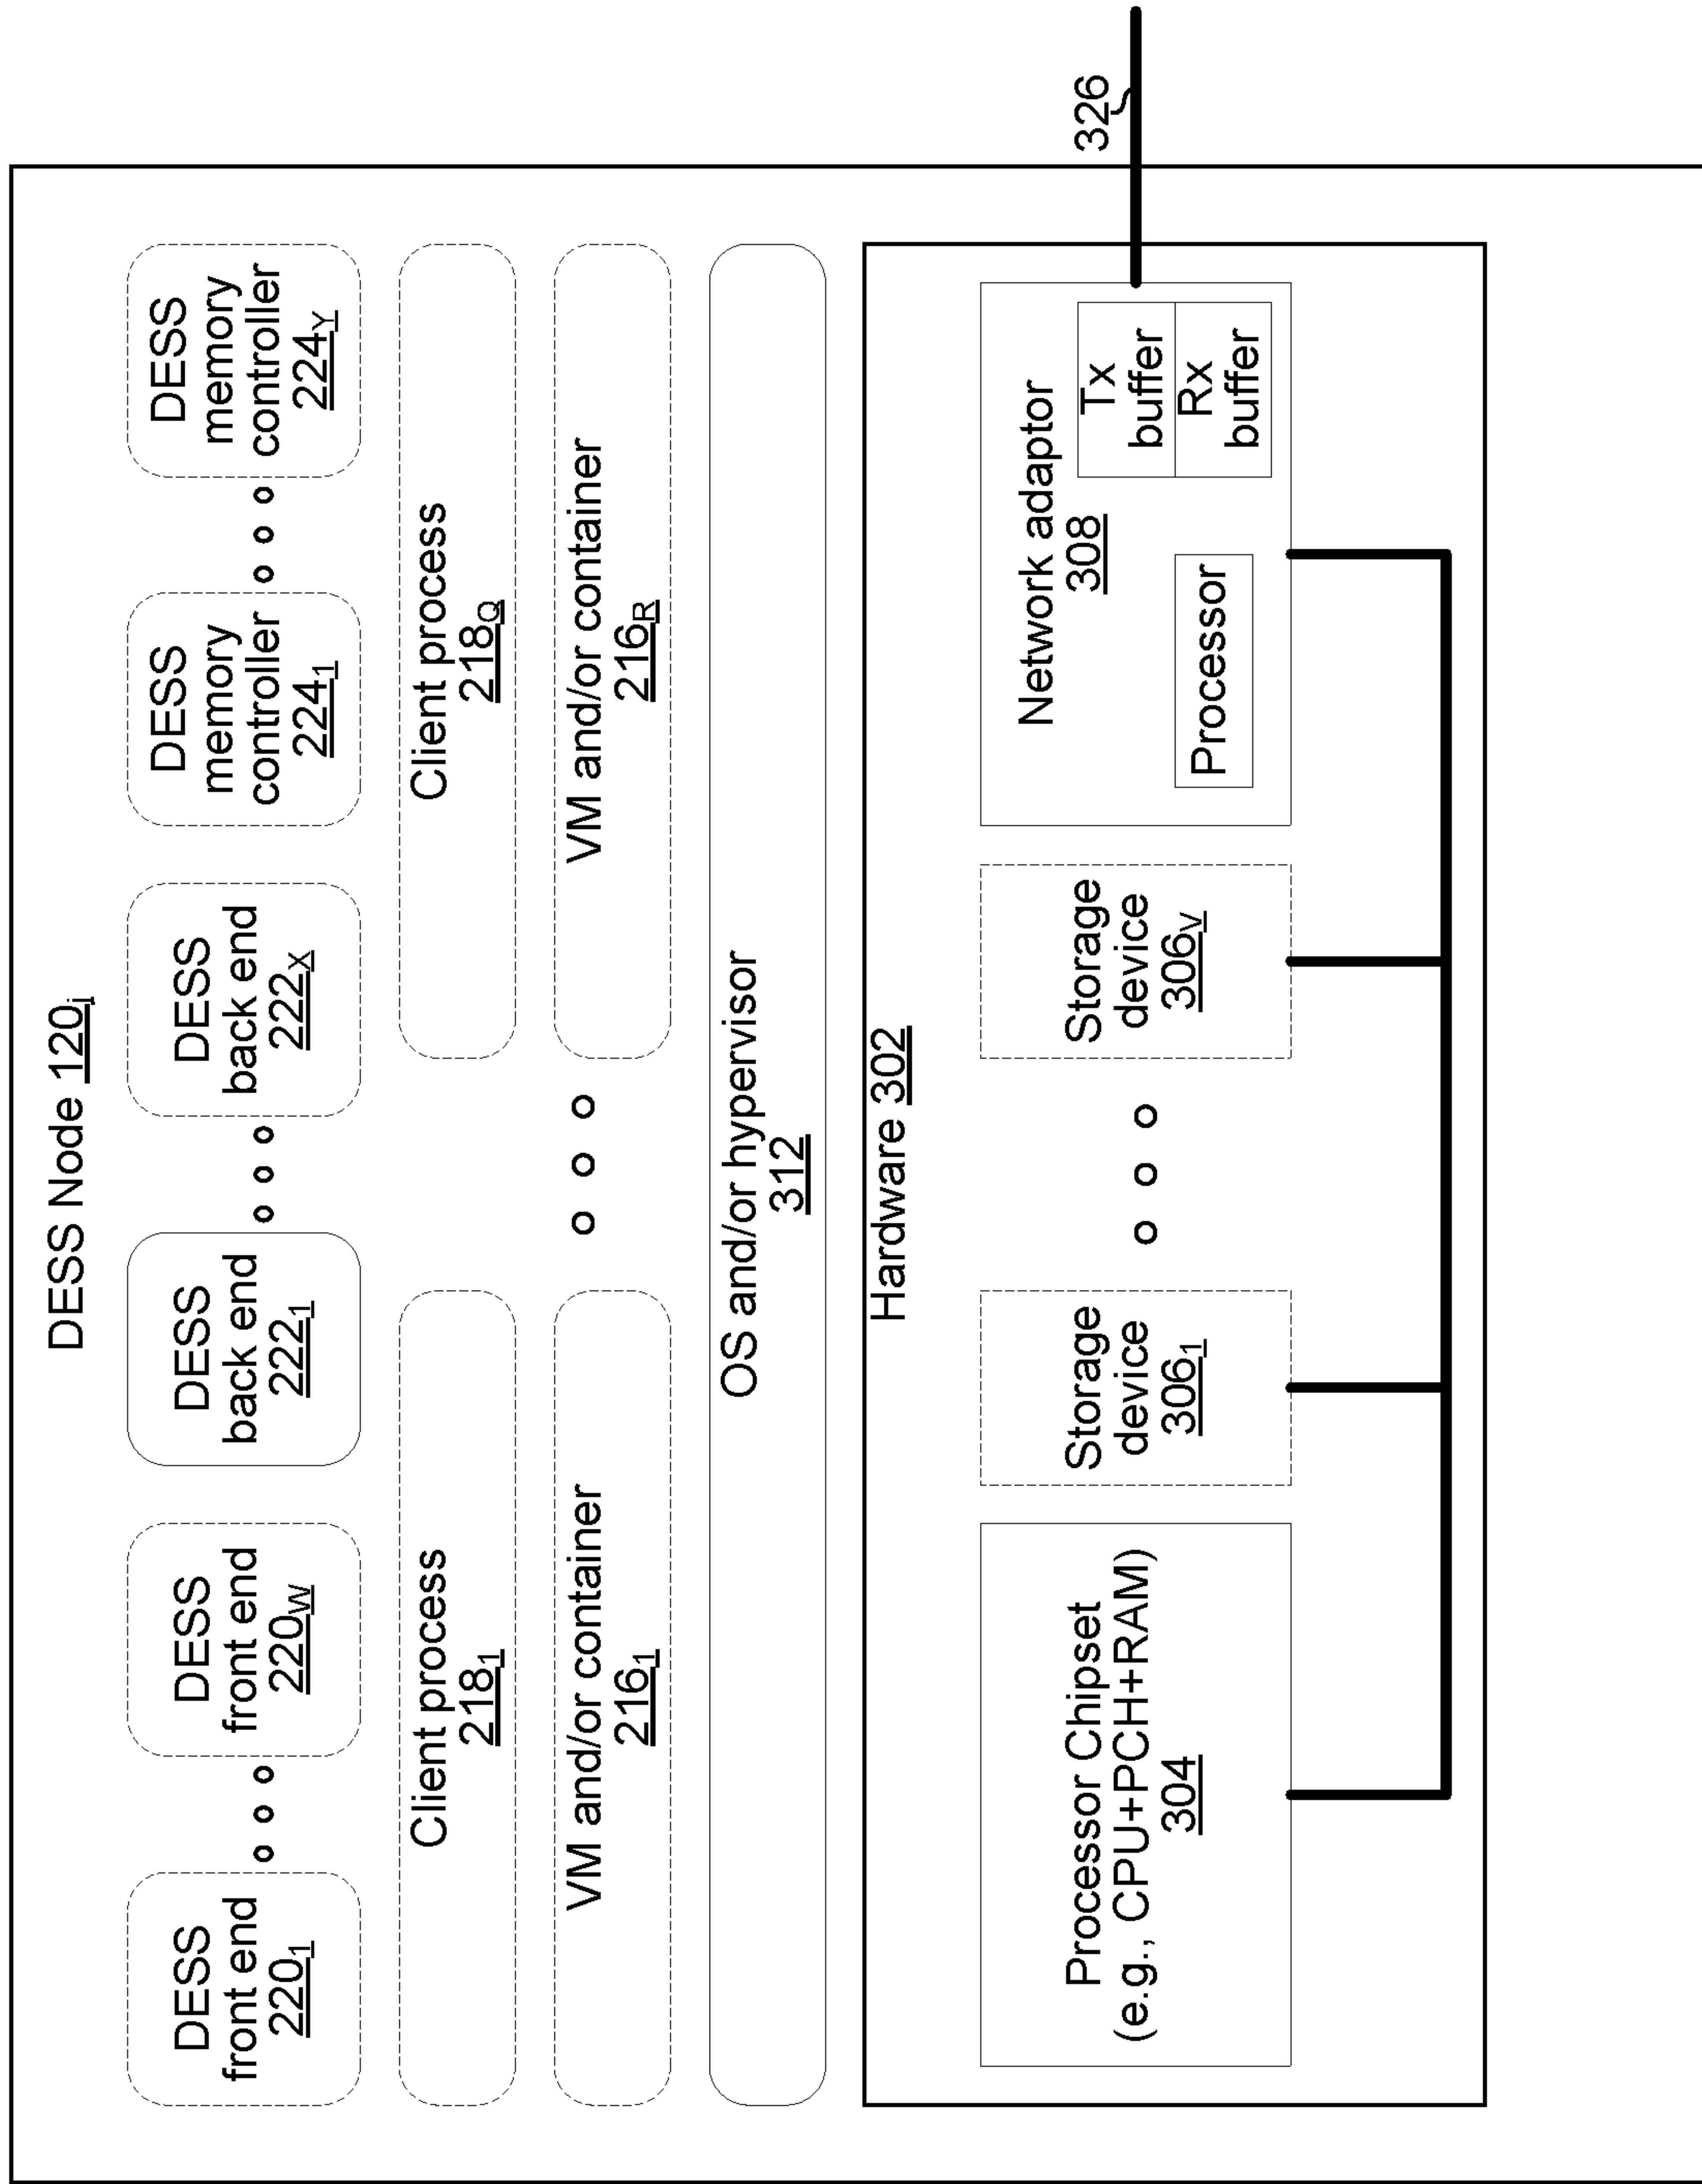 DESS Node 120i
DESS
front end
2201
DESS
front end
220W
DESS
back end
2221
DESS
back end
222X
DESS
memory
controller
2241
DESS
memory
controller
224Y
Client process
2181
Client process
218Q
VM and/or container
2161
VM and/or container
216R
OS and/or hypervisor
312
Hardware 302
Processor Chipset
(e.g., CPU+PCH+RAM)
304
Storage
device
3061
Storage
device
306V
Network adaptor
308
Processor
Tx
buffer
Rx
buffer
326